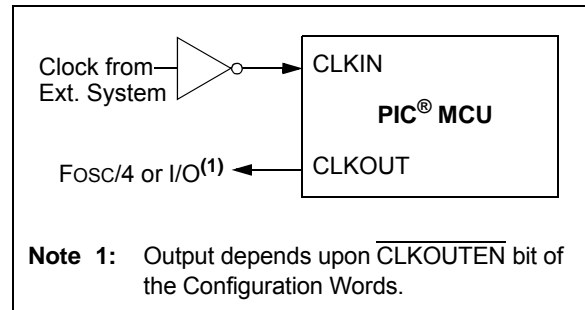 Clock from
Ext. System
CLKIN
PIC® MCU
FOSC/4 or I/O(1)
CLKOUT
Note 1: Output depends upon CLKOUTEN bit of
the Configuration Words.